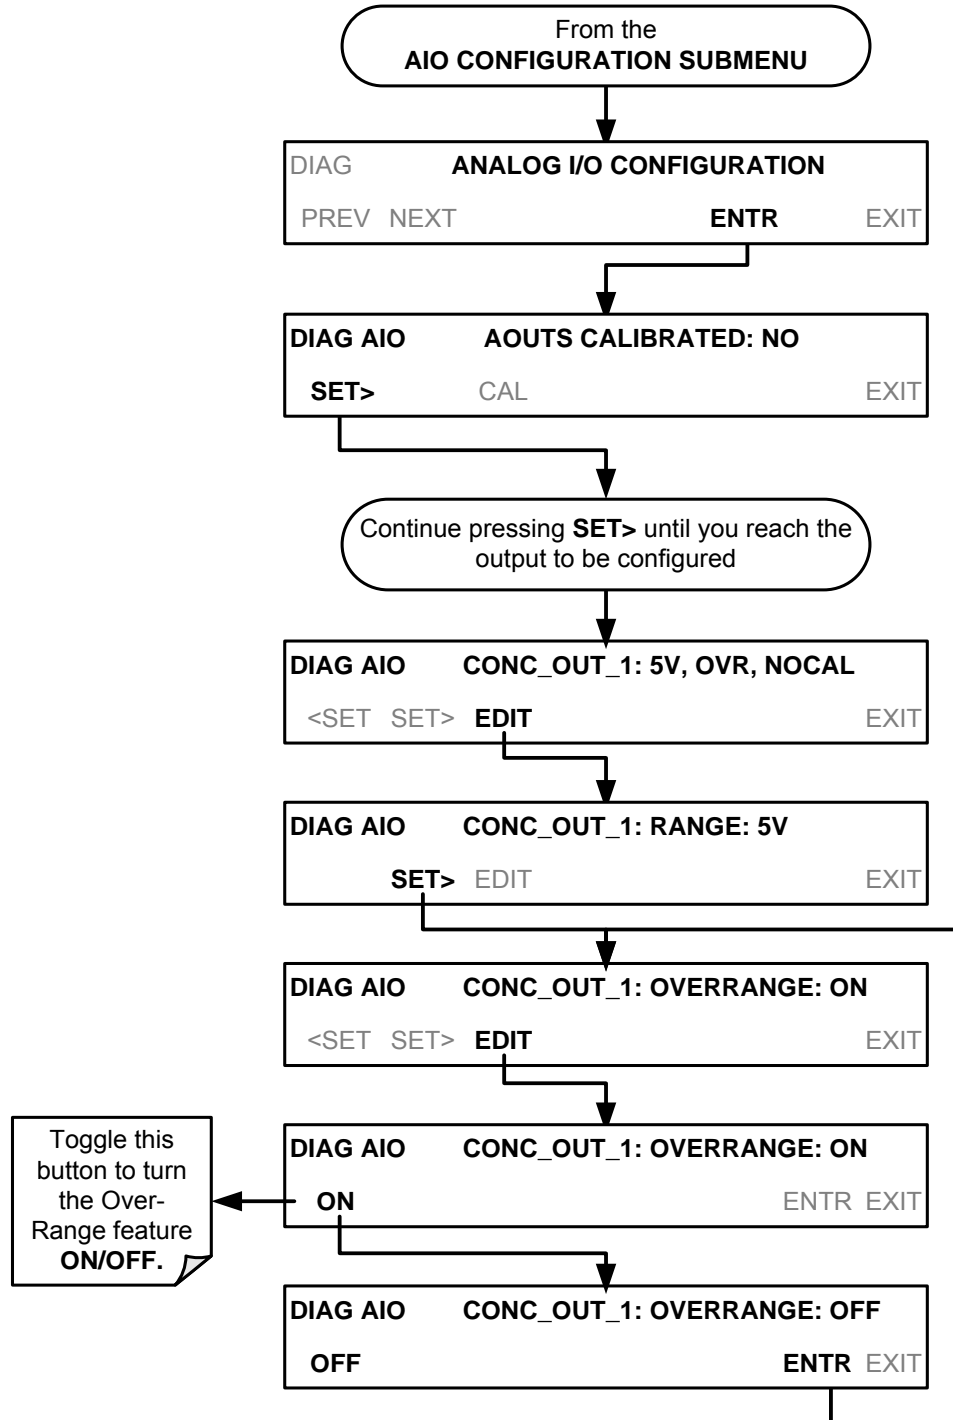 From the
AIO CONFIGURATION SUBMENU
DIAG ANALOG I/O CONFIGURATION
PREV NEXT ENTR EXIT
DIAG AIO AOUTS CALIBRATED: NO
SET> CAL EXIT
Continue pressing SET> until you reach the
output to be configured
DIAG AIO CONC_OUT_1: 5V, OVR, NOCAL
<SET SET> EDIT EXIT
DIAG AIO CONC_OUT_1: RANGE: 5V
SET> EDIT EXIT
DIAG AIO CONC_OUT_1: OVERRANGE: ON
<SET SET> EDIT EXIT
Toggle this
button to turn
the Over-
Range feature
ON/OFF.
DIAG AIO CONC_OUT_1: OVERRANGE: ON
ON ENTR EXIT
DIAG AIO CONC_OUT_1: OVERRANGE: OFF
OFF ENTR EXIT